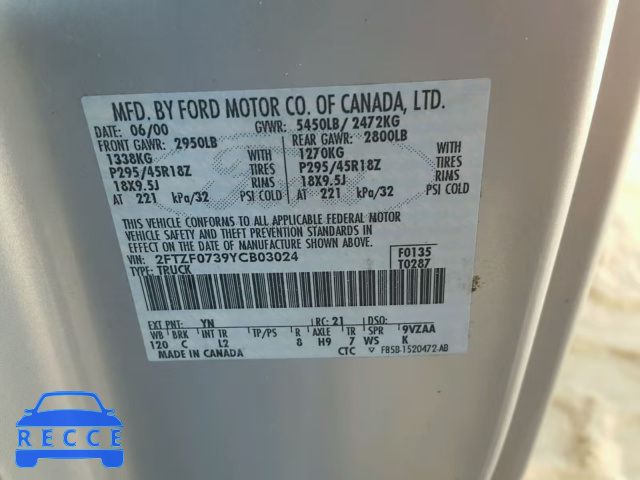 MFD. BY FORD MOTOR CO. OF CANADA, LTD.
DATE: 06/00 GVWR: 5450LB/ 2472KG
FRONT GAWR: 2950LB REAR GAWR: 2800LB
1338KG WITH 1270KG WITH
P295/45R18Z TIRES P295/45R18Z TIRES
18X9.5J RIMS 18X9.5J RIMS
AT 221 kPa/32 PSI COLD AT 221 kPa/32 PSI COLD
THIS VEHICLE CONFORMS TO ALL APPLICABLE FEDERAL MOTOR
VEHICLE SAFETY AND THEFT PREVENTION STANDARDS IN
EFFECT ON THE DATE OF MANUFACTURE SHOWN ABOVE.
VIN: 2FTZF0739YCB03024 F0135
TYPE: TRUCK T0287
EXT PNT: YN RC: 21 DSO:
WB BRK INT TR TP/PS R AXLE TR SPR 9VZAA
120 C L2 8 H9 7 WS K
MADE IN CANADA CTC F85B-1520472-AB
RECCE